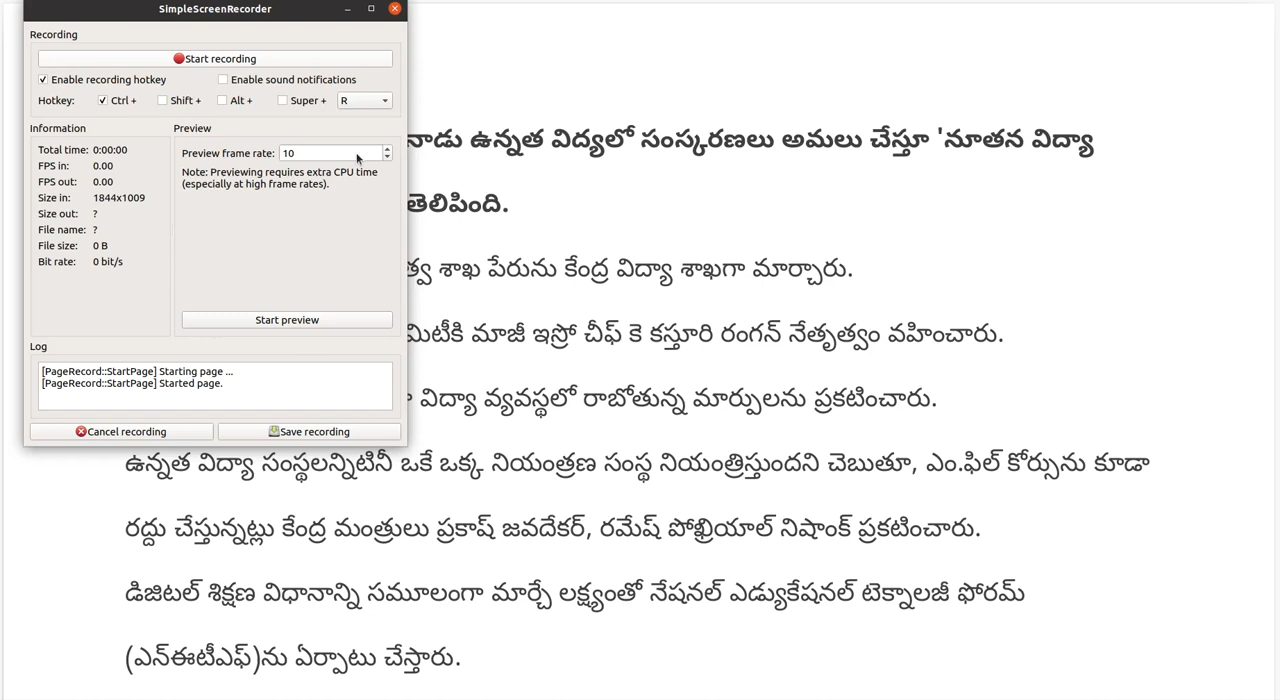 SimpleScreenRecorder
Recording
Start recording
Enable recording hotkey
Enable sound notifications
Hotkey: Ctrl + Shift + Alt + Super + R
Information
Total time: 0:00:00
FPS in: 0.00
FPS out: 0.00
Size in: 1844x1009
Size out: ?
File name: ?
File size: 0 B
Bit rate: 0 bit/s
Preview
Preview frame rate: 10
Note: Previewing requires extra CPU time
(especially at high frame rates).
Start preview
Log
[PageRecord::StartPage] Starting page ...
[PageRecord::StartPage] Started page.
Cancel recording
Save recording
నాడు ఉన్నత విద్యలో సంస్కరణలు అమలు చేస్తూ 'నూతన విద్యా
తెలిపింది.
శాఖ పేరును కేంద్ర విద్యా శాఖగా మార్చారు.
మాజీ ఇస్రో చీఫ్ కె కస్తూరి రంగన్ నేతృత్వం వహించారు.
విద్యా వ్యవస్థలో రాబోతున్న మార్పులను ప్రకటించారు.
ఉన్నత విద్యా సంస్థలన్నిటినీ ఒకే ఒక్క నియంత్రణ సంస్థ నియంత్రిస్తుందని చెబుతూ, ఎం.ఫిల్ కోర్సును కూడా
రద్దు చేస్తున్నట్లు కేంద్ర మంత్రులు ప్రకాష్ జవదేకర్, రమేష్ పోఖ్రియాల్ నిషాంక్ ప్రకటించారు.
డిజిటల్ శిక్షణ విధానాన్ని సమూలంగా మార్చే లక్ష్యంతో నేషనల్ ఎడ్యుకేషనల్ టెక్నాలజీ ఫోరమ్
(ఎన్ఈటీఎఫ్)ను ఏర్పాటు చేస్తారు.